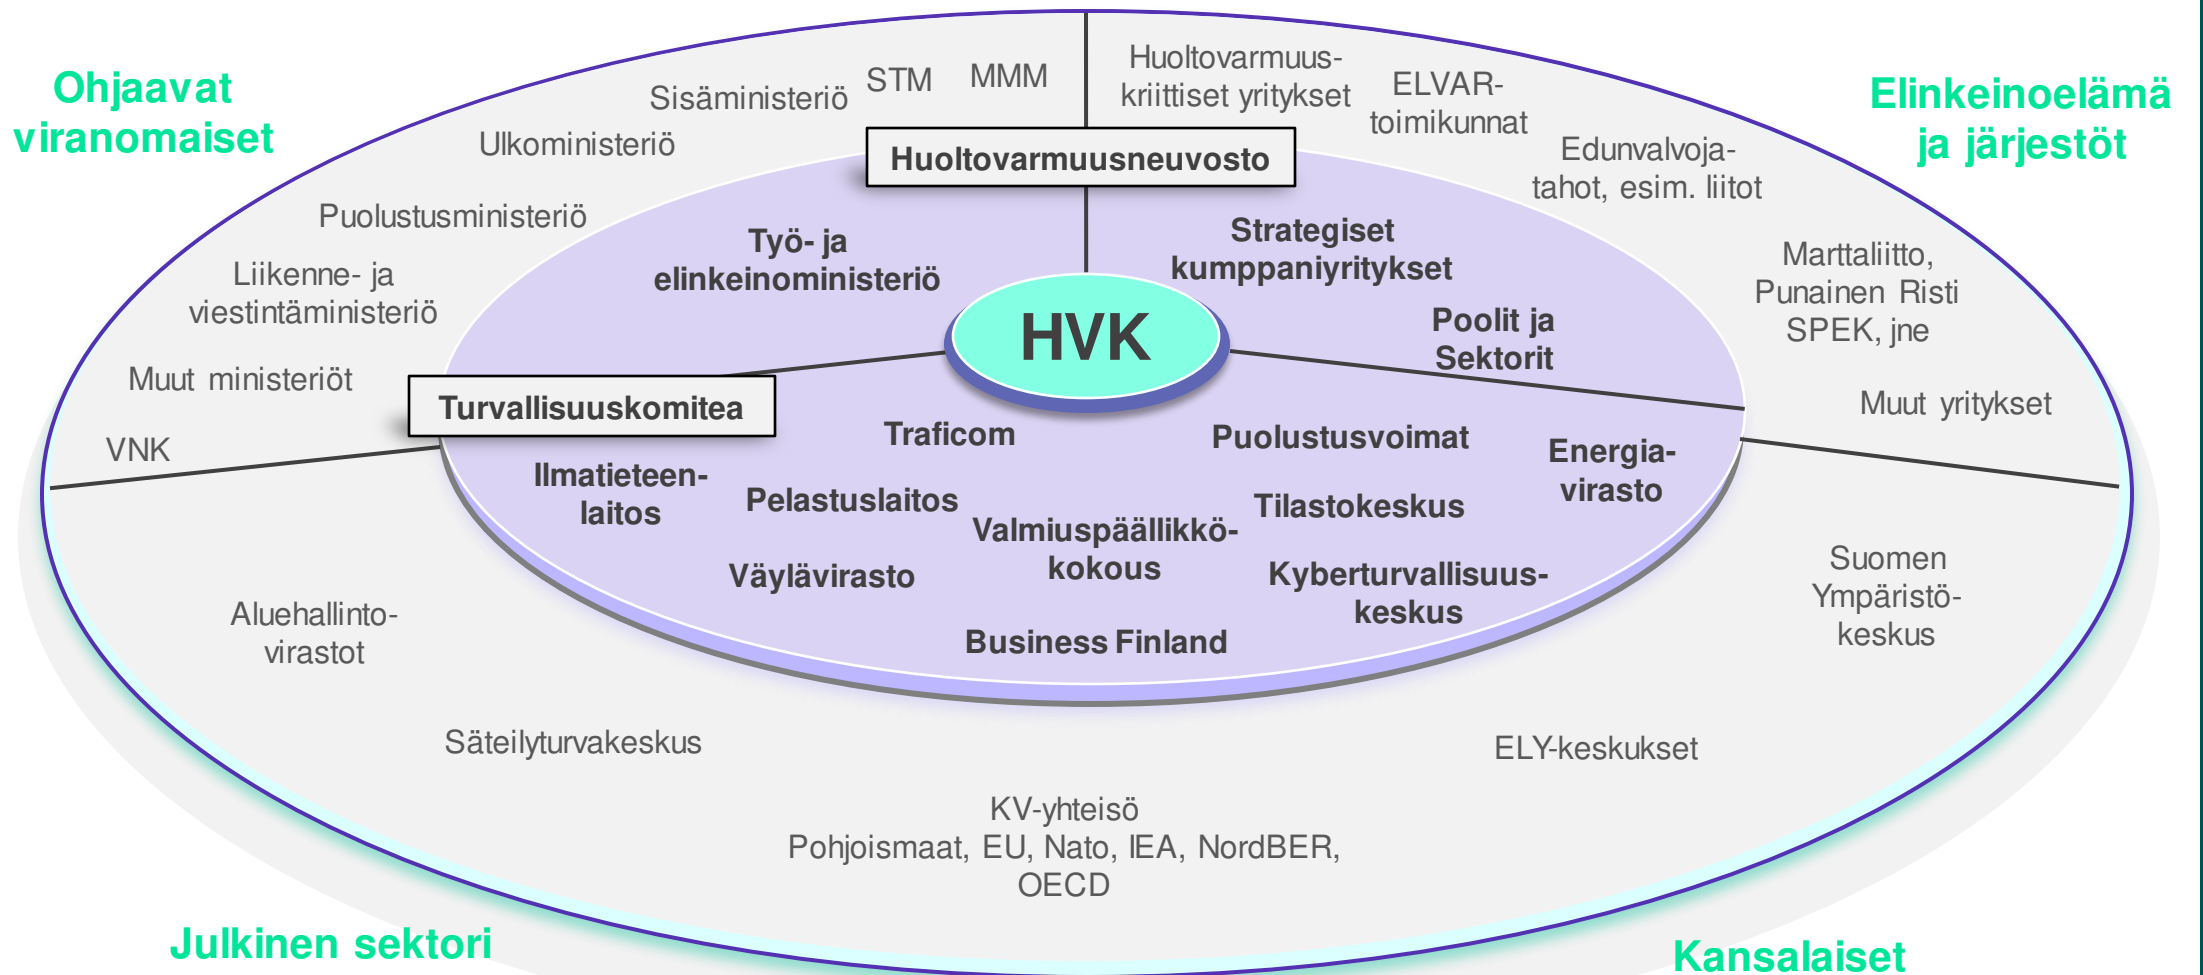 Ohjaavat
viranomaiset
Elinkeinoelämä
ja järjestöt
STM
MMM
Sisäministeriö
Ulkoministeriö
Puolustusministeriö
Liikenne- ja
viestintäministeriö
Muut ministeriöt
VNK
Huoltovarmuus-
kriittiset yritykset
ELVAR-
toimikunnat
Edunvalvoja-
tahot, esim. liitot
Marttaliitto,
Punainen Risti
SPEK, jne
Muut yritykset
Huoltovarmuusneuvosto
Työ- ja
elinkeinoministeriö
Strategiset
kumppaniyritykset
Poolit ja
Sektorit
HVK
Turvallisuuskomitea
Traficom
Puolustusvoimat
Energia-
virasto
Ilmatieteen-
laitos
Pelastuslaitos
Valmiuspäällikkö-
kokous
Tilastokeskus
Väylävirasto
Kyberturvallisuus-
keskus
Business Finland
Aluehallinto-
virastot
Suomen
Ympäristö-
keskus
Säteilyturvakeskus
ELY-keskukset
KV-yhteisö
Pohjoismaat, EU, Nato, IEA, NordBER,
OECD
Julkinen sektori
Kansalaiset